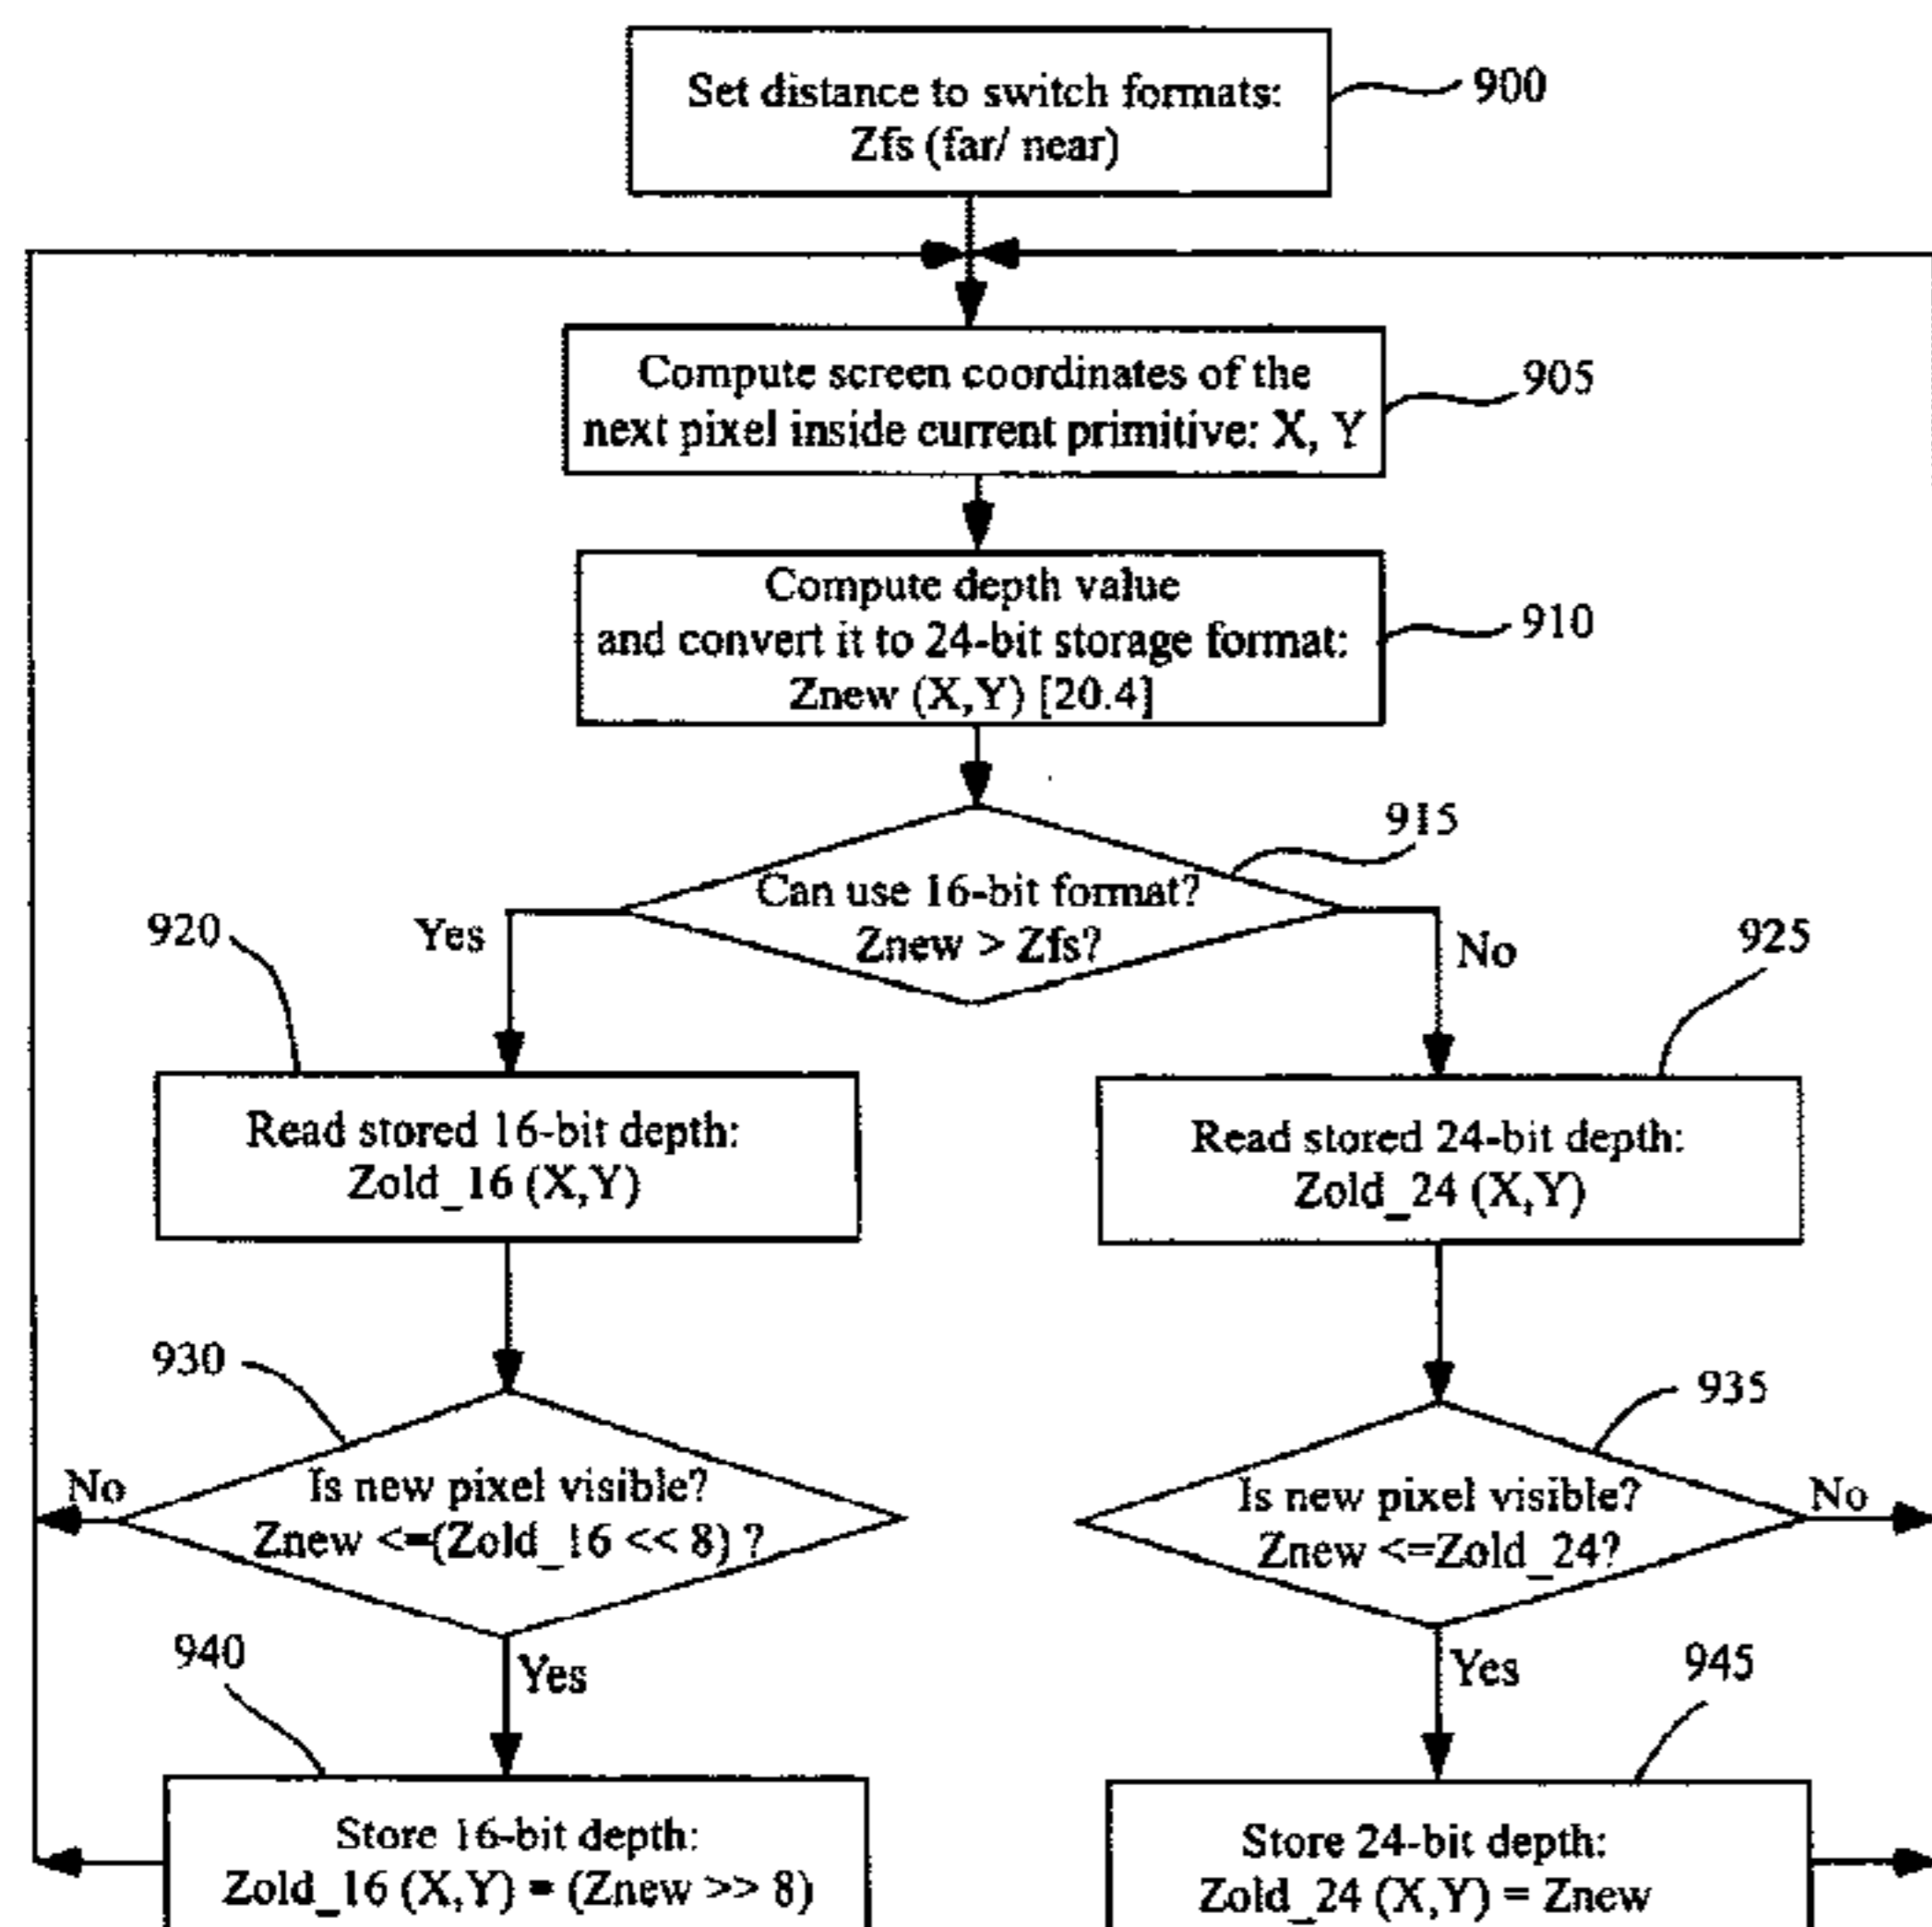 Set distance to switch formats:
Zfs (far/ near)
900
Compute screen coordinates of the
next pixel inside current primitive: X, Y
905
Compute depth value
and convert it to 24-bit storage format:
Znew (X,Y) [20.4]
910
915
Can use 16-bit format?
Znew > Zfs?
Yes
No
920
925
Read stored 16-bit depth:
Zold_16 (X,Y)
Read stored 24-bit depth:
Zold_24 (X,Y)
930
935
Is new pixel visible?
Znew <=(Zold_16 << 8) ?
No
Yes
Is new pixel visible?
Znew <=Zold_24?
No
Yes
940
945
Store 16-bit depth:
Zold_16 (X,Y) = (Znew >> 8)
Store 24-bit depth:
Zold_24 (X,Y) = Znew